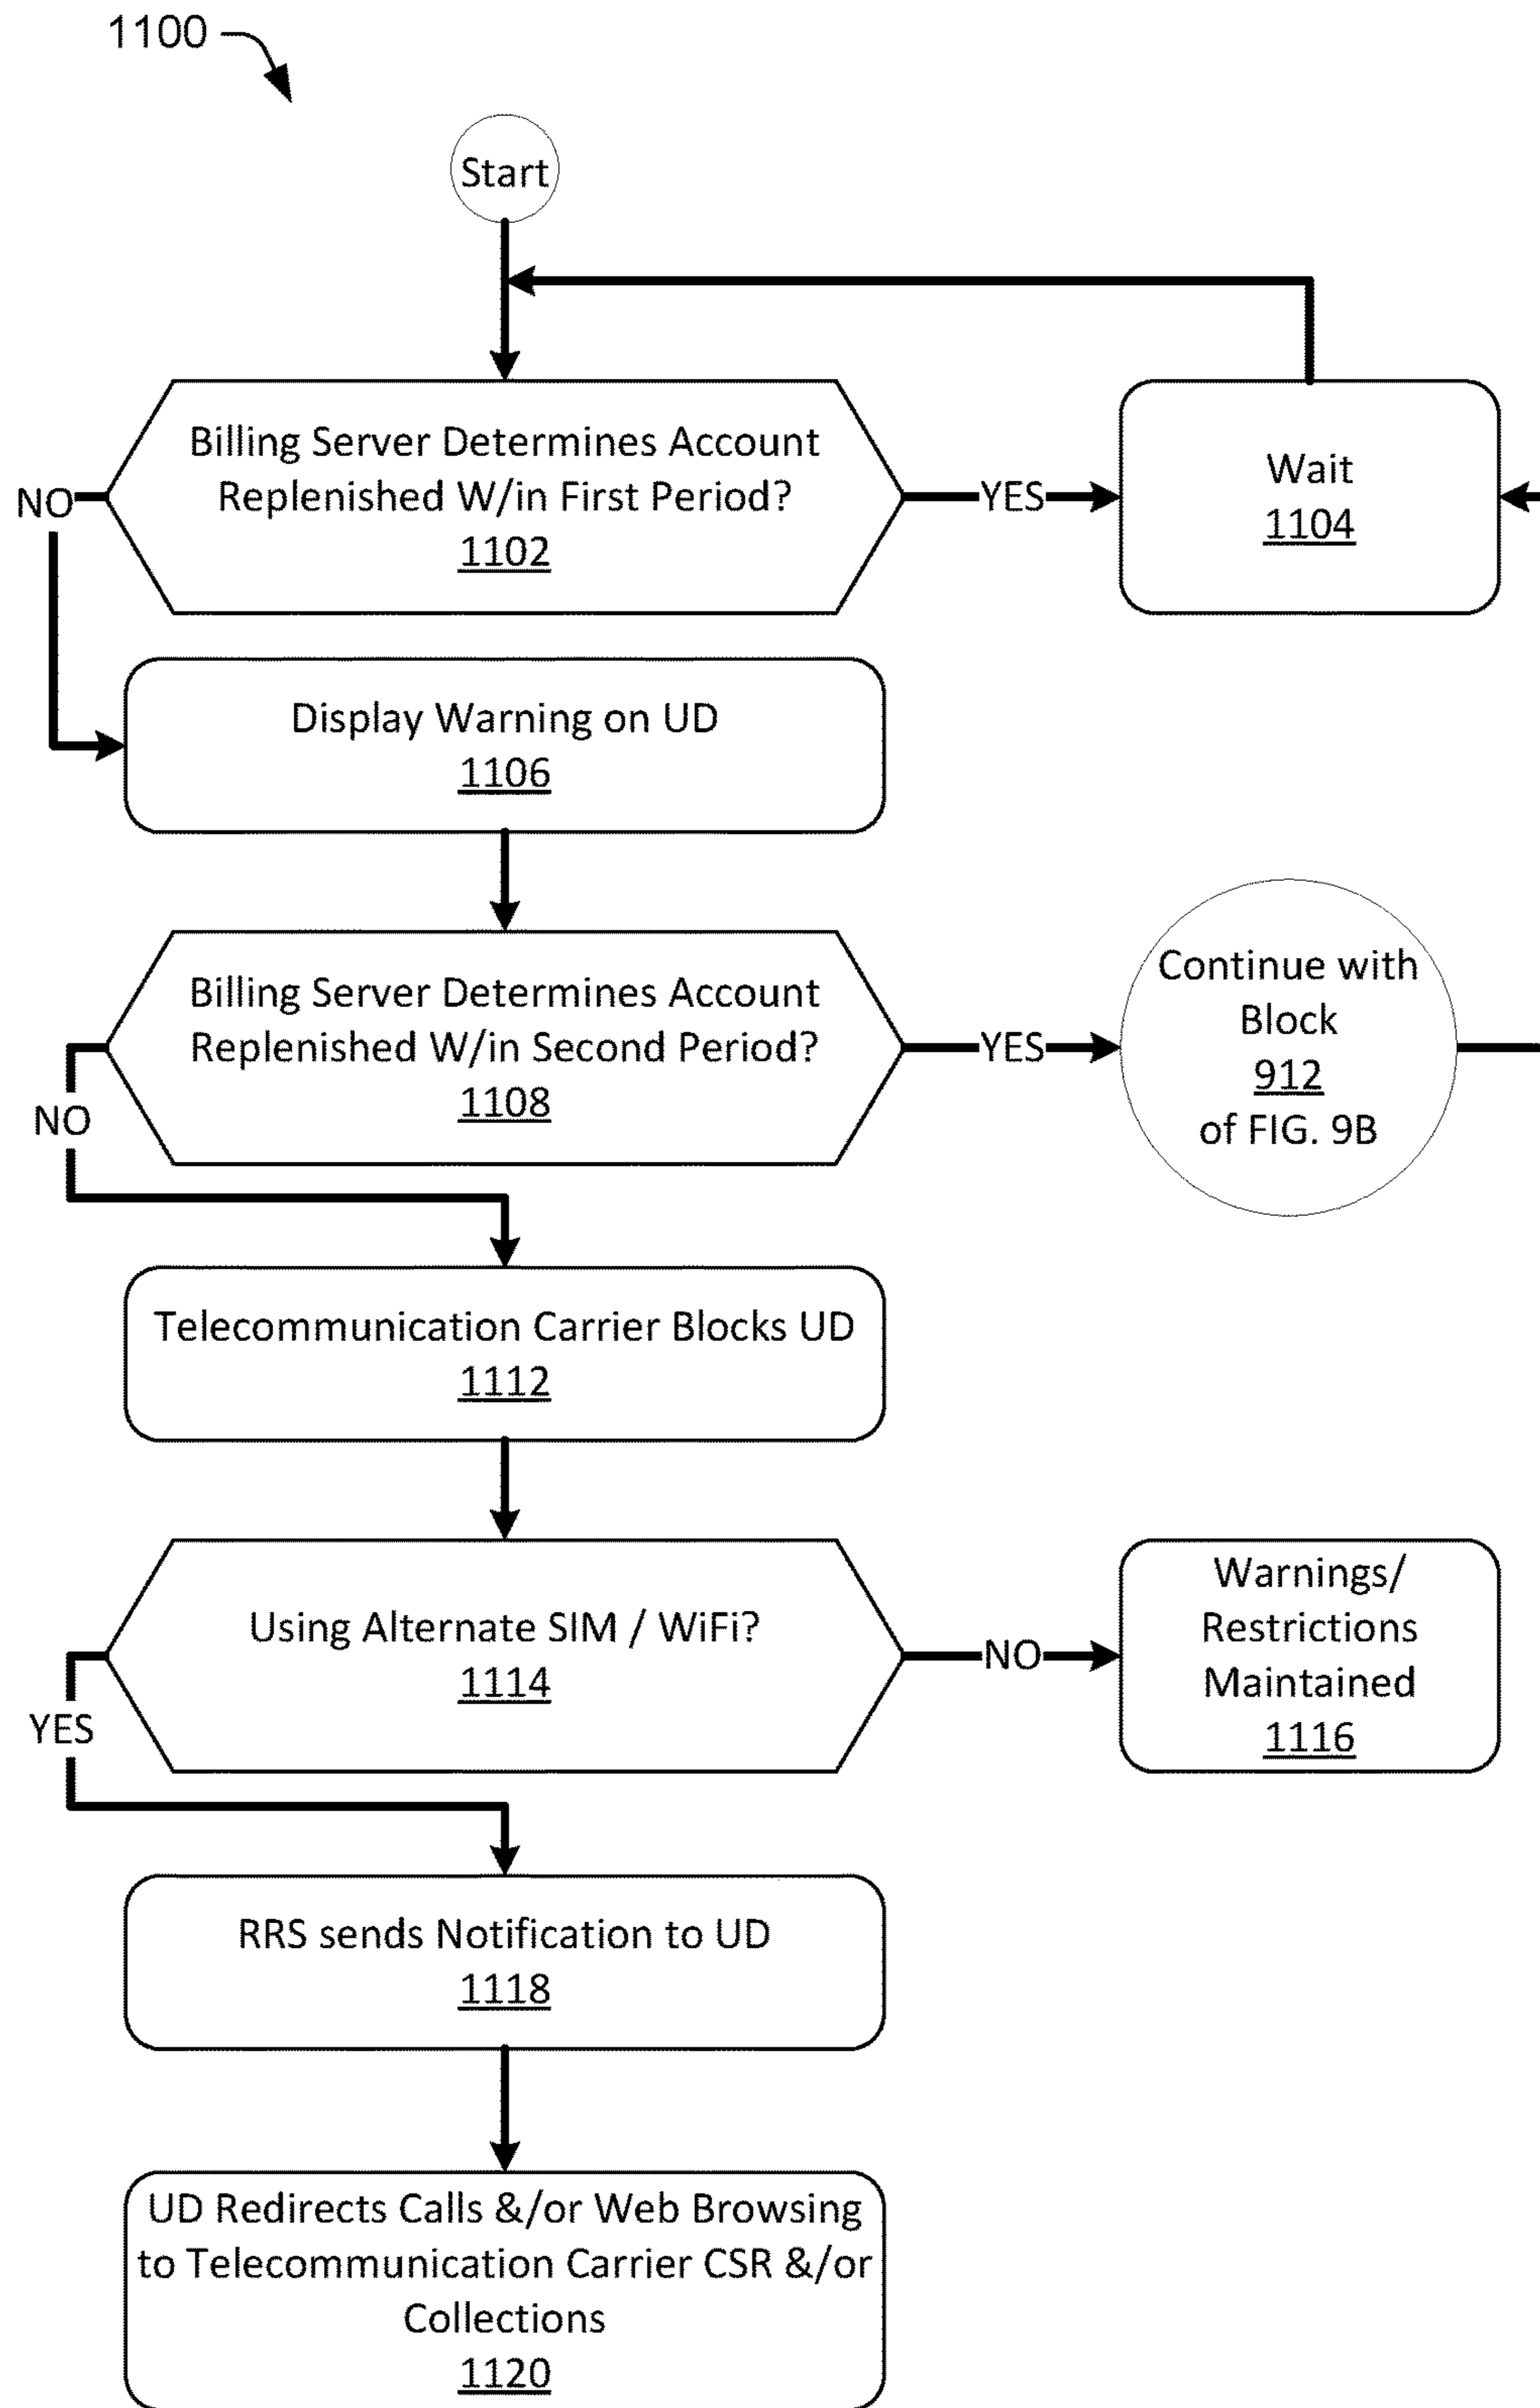 1100
Start
Billing Server Determines Account
Replenished W/in First Period?
1102
NO
YES
Wait
1104
Display Warning on UD
1106
Billing Server Determines Account
Replenished W/in Second Period?
1108
NO
YES
Continue with
Block
912
of FIG. 9B
Telecommunication Carrier Blocks UD
1112
Using Alternate SIM / WiFi?
1114
YES
NO
Warnings/
Restrictions
Maintained
1116
RRS sends Notification to UD
1118
UD Redirects Calls &/or Web Browsing
to Telecommunication Carrier CSR &/or
Collections
1120